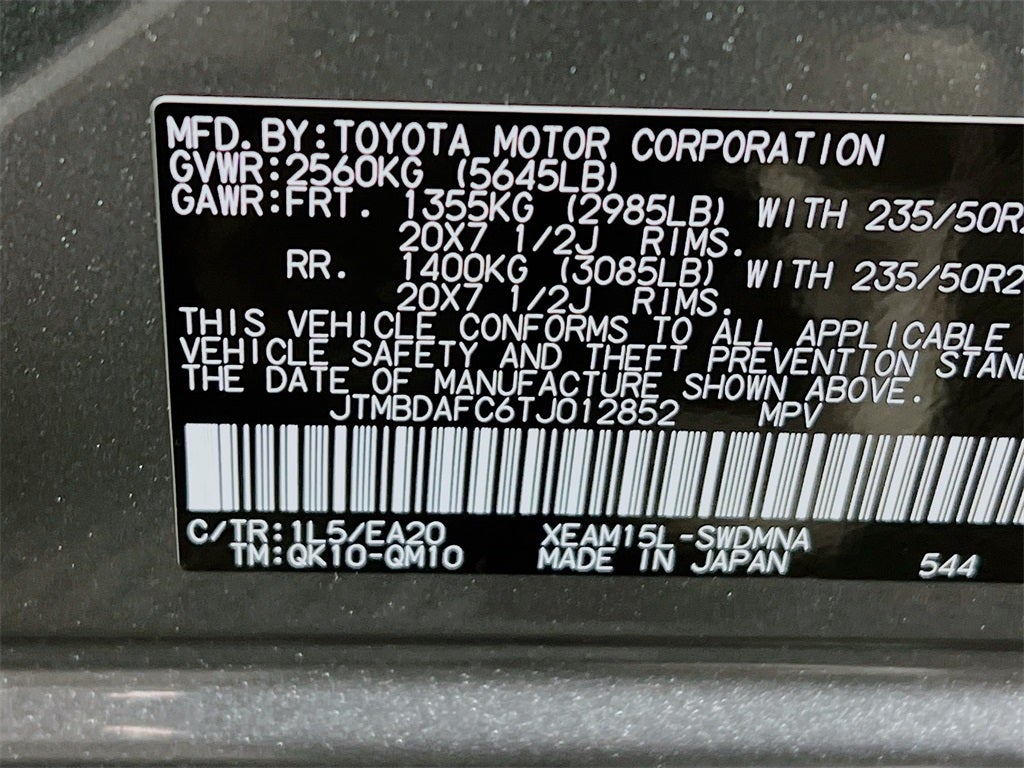 MFD.BY:TOYOTA MOTOR CORPORATION
GVWR:2560KG (5645LB)
GAWR:FRT. 1355KG (2985LB) WITH 235/50R2
20X7 1/2J RIMS.
RR. 1400KG (3085LB) WITH 235/50R2
20X7 1/2J RIMS.
THIS VEHICLE CONFORMS TO ALL APPLICABLE
VEHICLE SAFETY AND THEFT PREVENTION STAN
THE DATE OF MANUFACTURE SHOWN ABOVE.
JTMBDAFC6TJ012852 MPV
C/TR:1L5/EA20 XEAM15L-SWDMNA
TM:QK10-QM10 MADE IN JAPAN 544